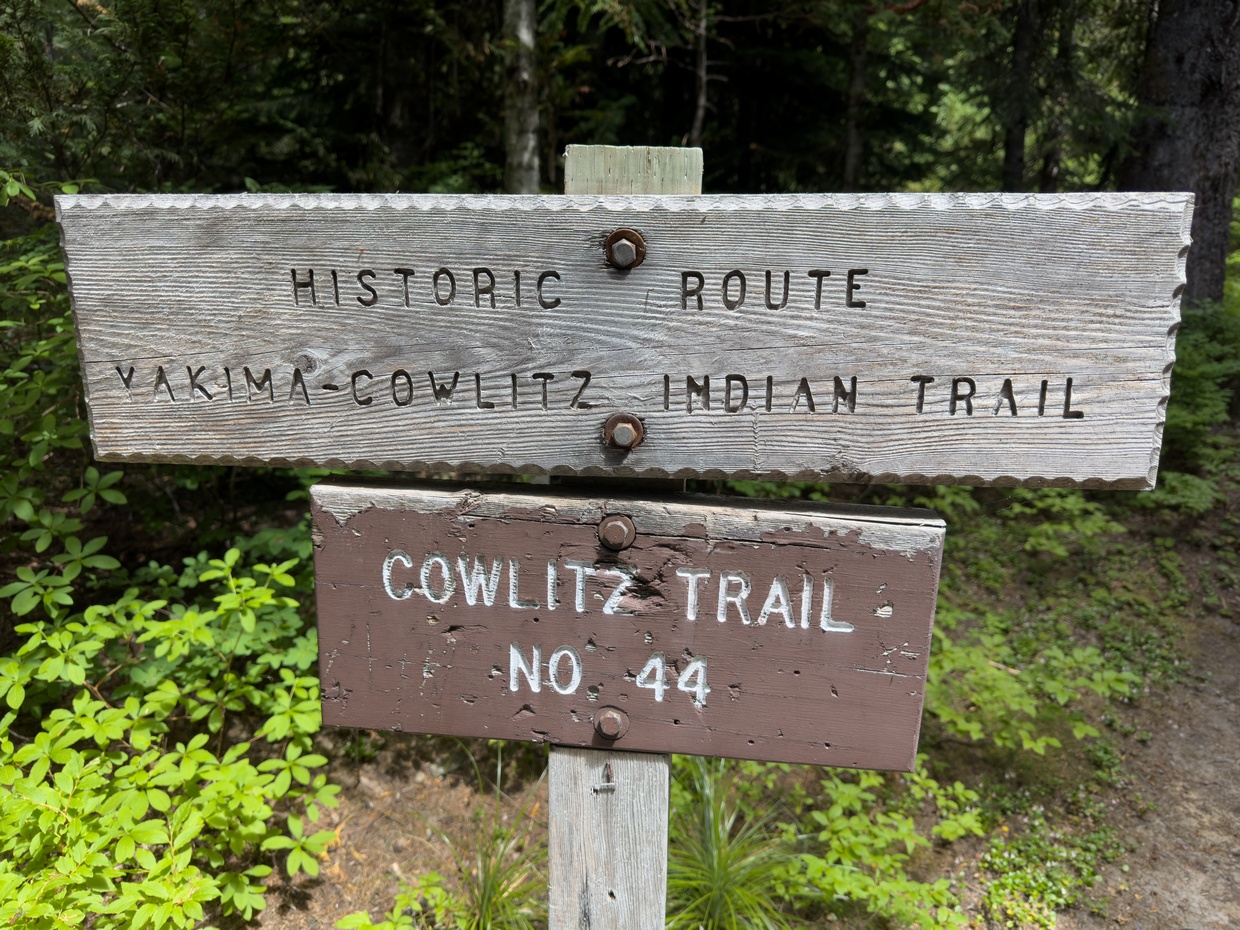 HISTORIC ROUTE
YAKIMA-COWLITZ INDIAN TRAIL
COWLITZ TRAIL
NO 44